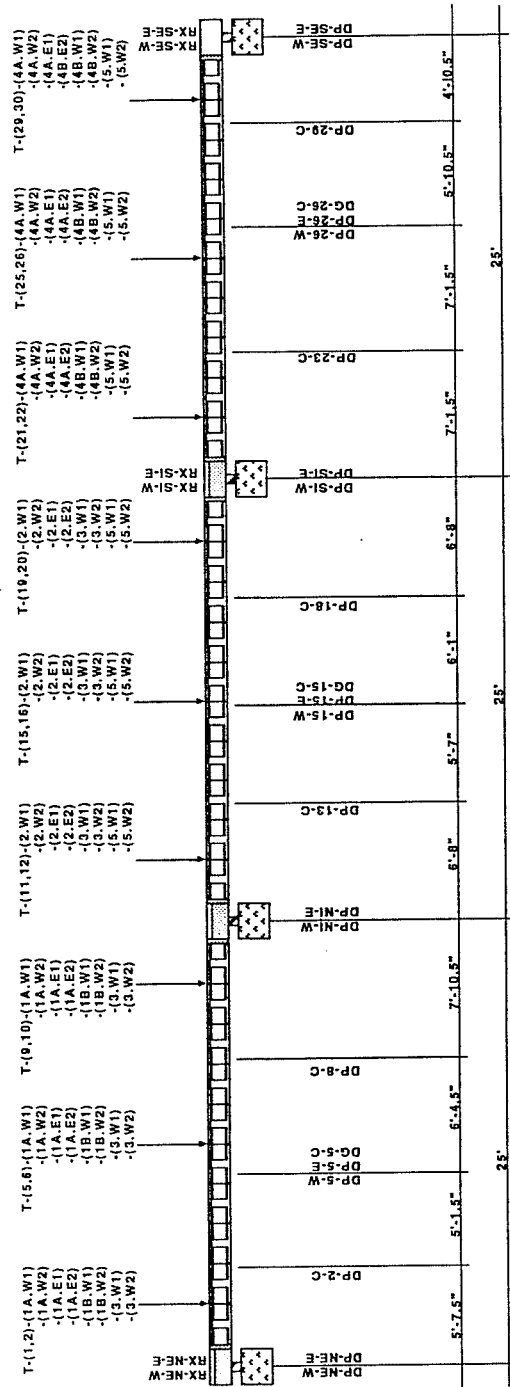 T-(1,2)-(1A.W1)
-(1A.W2)
-(1A.E1)
-(1A.E2)
-(1B.W1)
-(1B.W2)
-(3.W1)
-(3.W2)
T-(5,6)-(1A.W1)
-(1A.W2)
-(1A.E1)
-(1A.E2)
-(1B.W1)
-(1B.W2)
-(3.W1)
-(3.W2)
T-(9,10)-(1A.W1)
-(1A.W2)
-(1A.E1)
-(1A.E2)
-(1B.W1)
-(1B.W2)
-(3.W1)
-(3.W2)
T-(11,12)-(2.W1)
-(2.W2)
-(2.E1)
-(2.E2)
-(3.W1)
-(3.W2)
-(5.W1)
-(5.W2)
T-(15,16)-(2.W1)
-(2.W2)
-(2.E1)
-(2.E2)
-(3.W1)
-(3.W2)
-(5.W1)
-(5.W2)
T-(19,20)-(2.W1)
-(2.W2)
-(2.E1)
-(2.E2)
-(3.W1)
-(3.W2)
-(5.W1)
-(5.W2)
T-(21,22)-(4A.W1)
-(4A.W2)
-(4A.E1)
-(4A.E2)
-(4B.W1)
-(4B.W2)
-(5.W1)
-(5.W2)
T-(25,26)-(4A.W1)
-(4A.W2)
-(4A.E1)
-(4A.E2)
-(4B.W1)
-(4B.W2)
-(5.W1)
-(5.W2)
T-(29,30)-(4A.W1)
-(4A.W2)
-(4A.E1)
-(4B.E2)
-(4B.W1)
-(4B.W2)
-(5.W1)
-(5.W2)
RX-NE-W
RX-NE-E
RX-SI-W
RX-SI-E
RX-SE-W
RX-SE-E
DP-NE-W
DP-NE-E
DP-2-C
DP-5-W
DP-5-E
DG-5-C
DP-8-C
DP-NI-W
DP-NI-E
DP-13-C
DP-15-W
DP-15-E
DG-15-C
DP-18-C
DP-SI-W
DP-SI-E
DP-23-C
DP-26-W
DP-26-E
DG-26-C
DP-29-C
DP-SE-W
DP-SE-E
5'-7.5"
5'-1.5"
6'-4.5"
7'-10.5"
6'-8"
5'-7"
6'-1"
6'-8"
7'-1.5"
7'-1.5"
5'-10.5"
4'-10.5"
25'
25'
25'